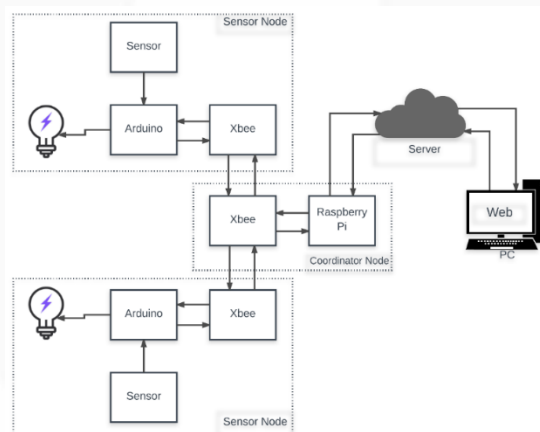 Sensor Node
Sensor
Arduino
Xbee
Server
Web
PC
Xbee
Raspberry
Pi
Coordinator Node
Arduino
Xbee
Sensor
Sensor Node